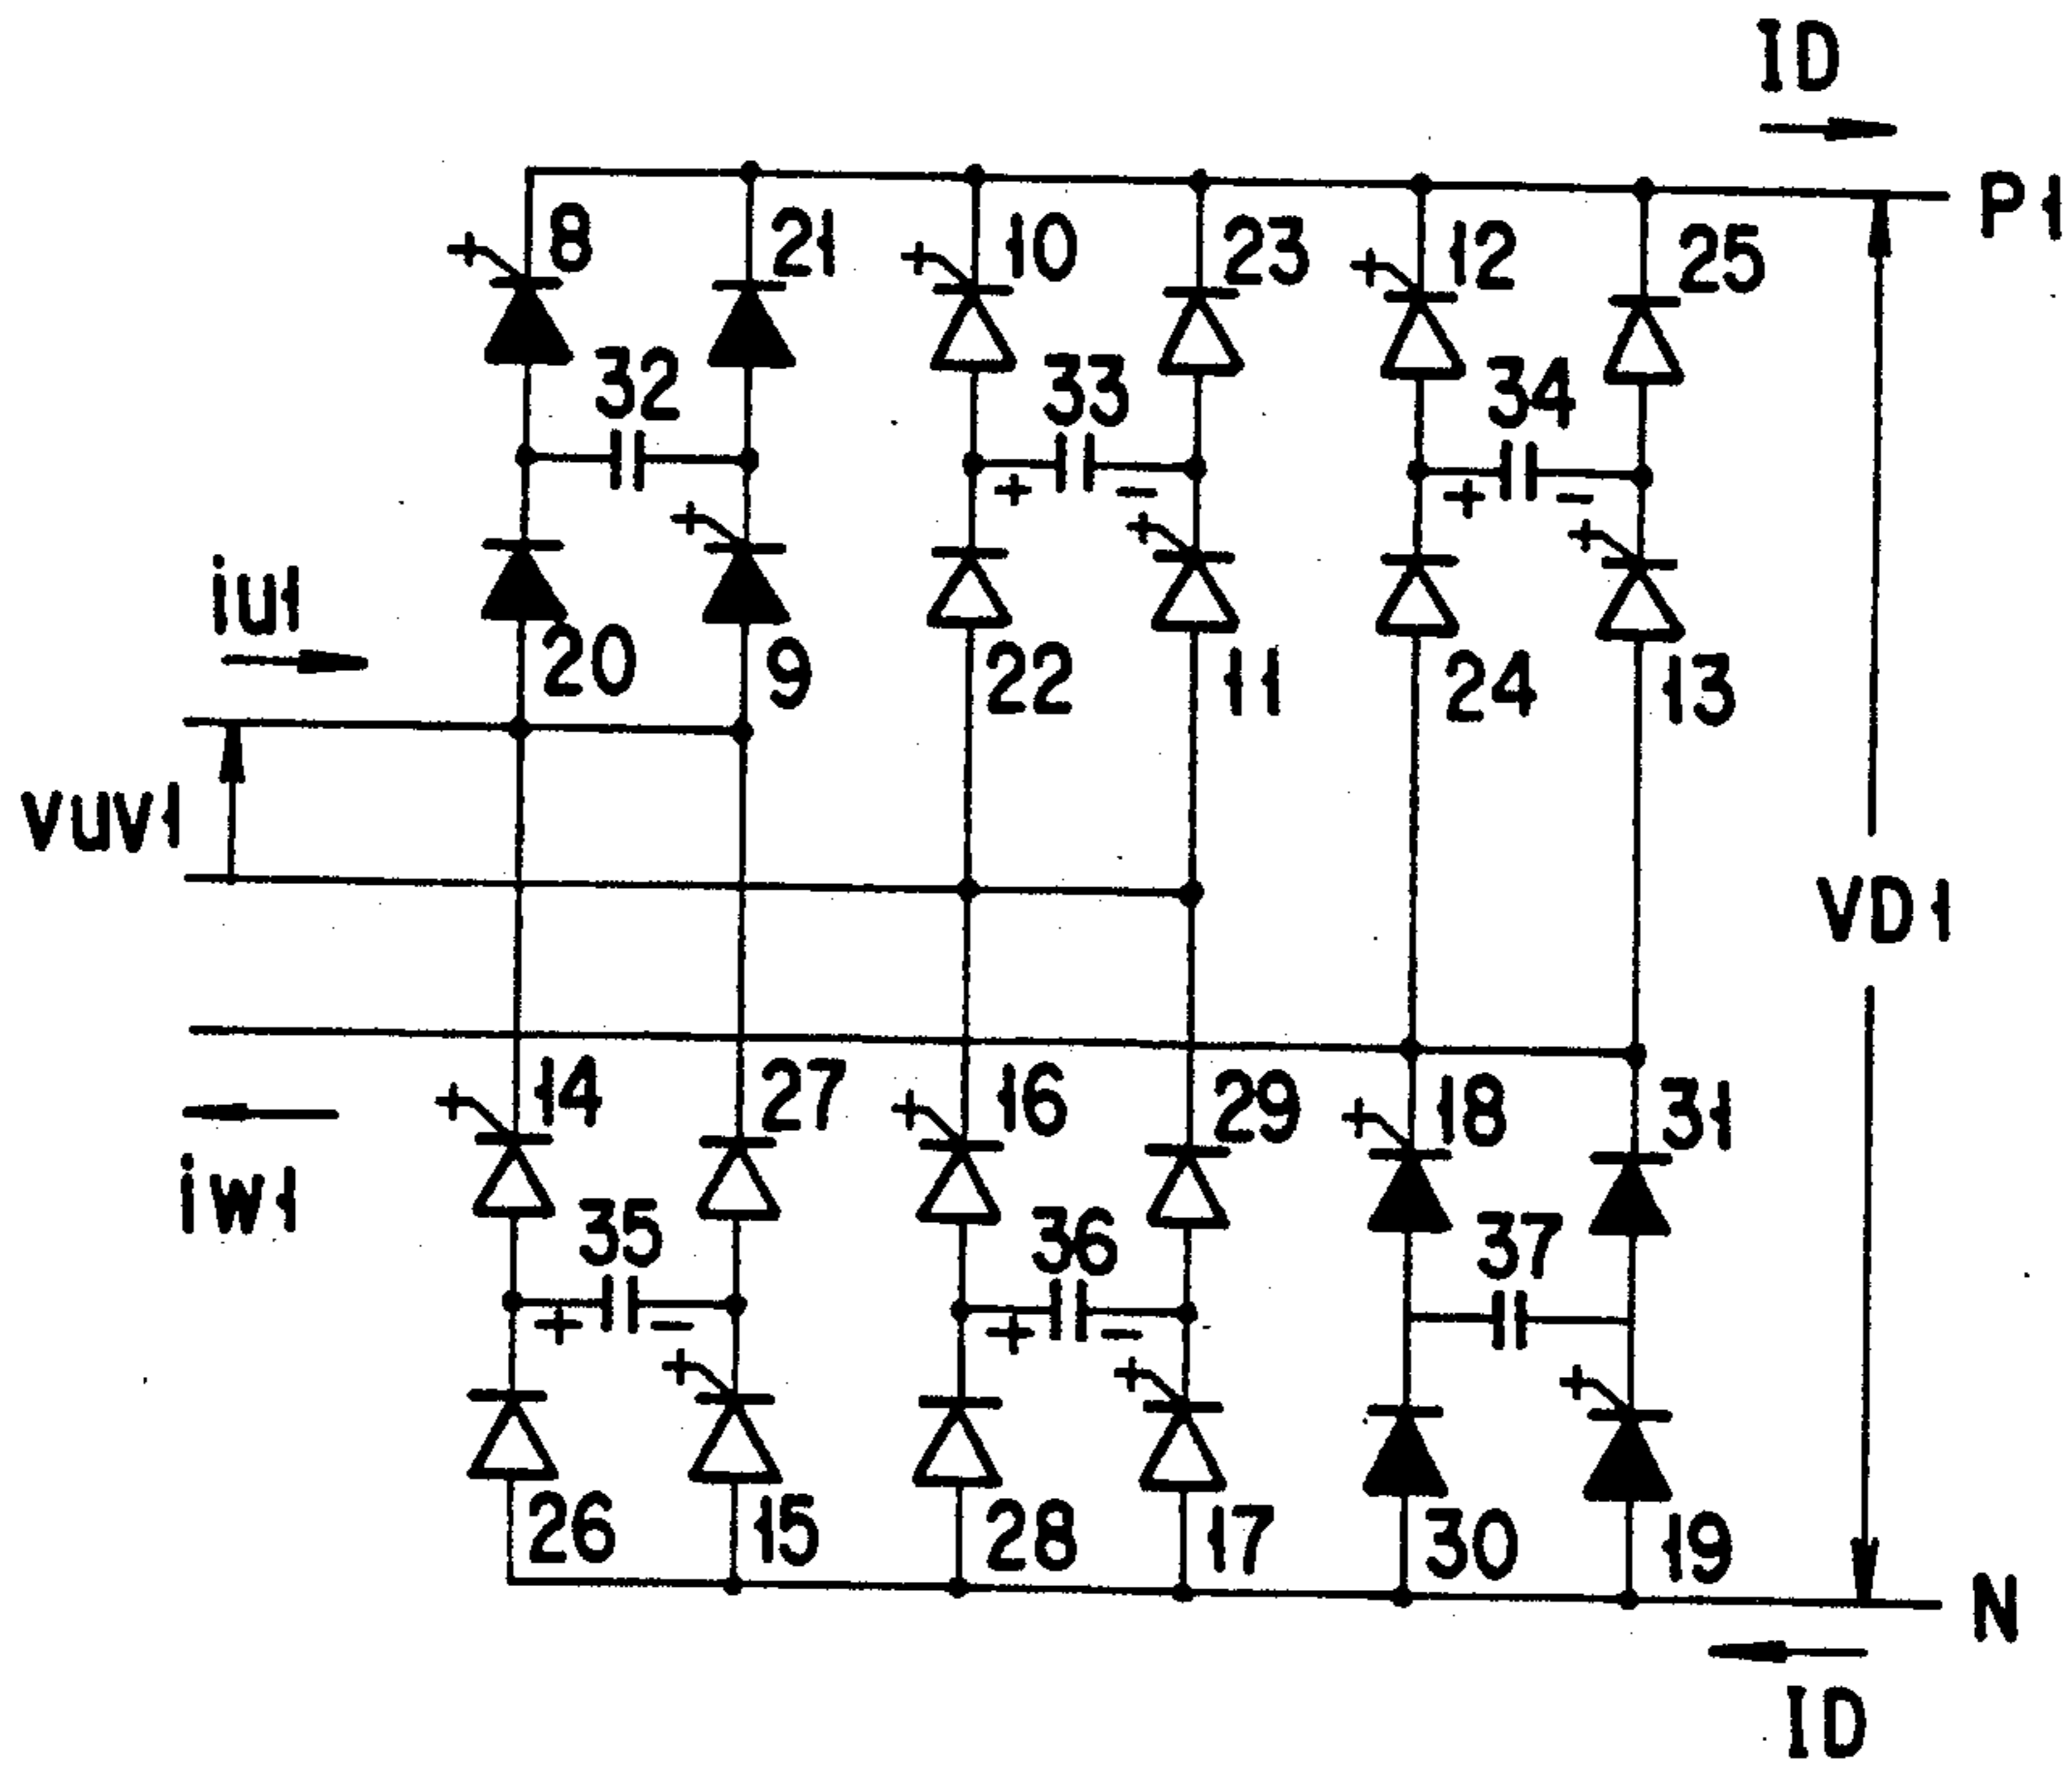 ID
P1
8 21 10 23 12 25
+ + +
32 33 34
+ - + -
+ + +
iu1
20 9 22 11 24 13
vuv1
VD1
14 27 16 29 18 31
+ + +
iw1
35 36 37
+ - + -
+ + +
26 15 28 17 30 19
N
ID